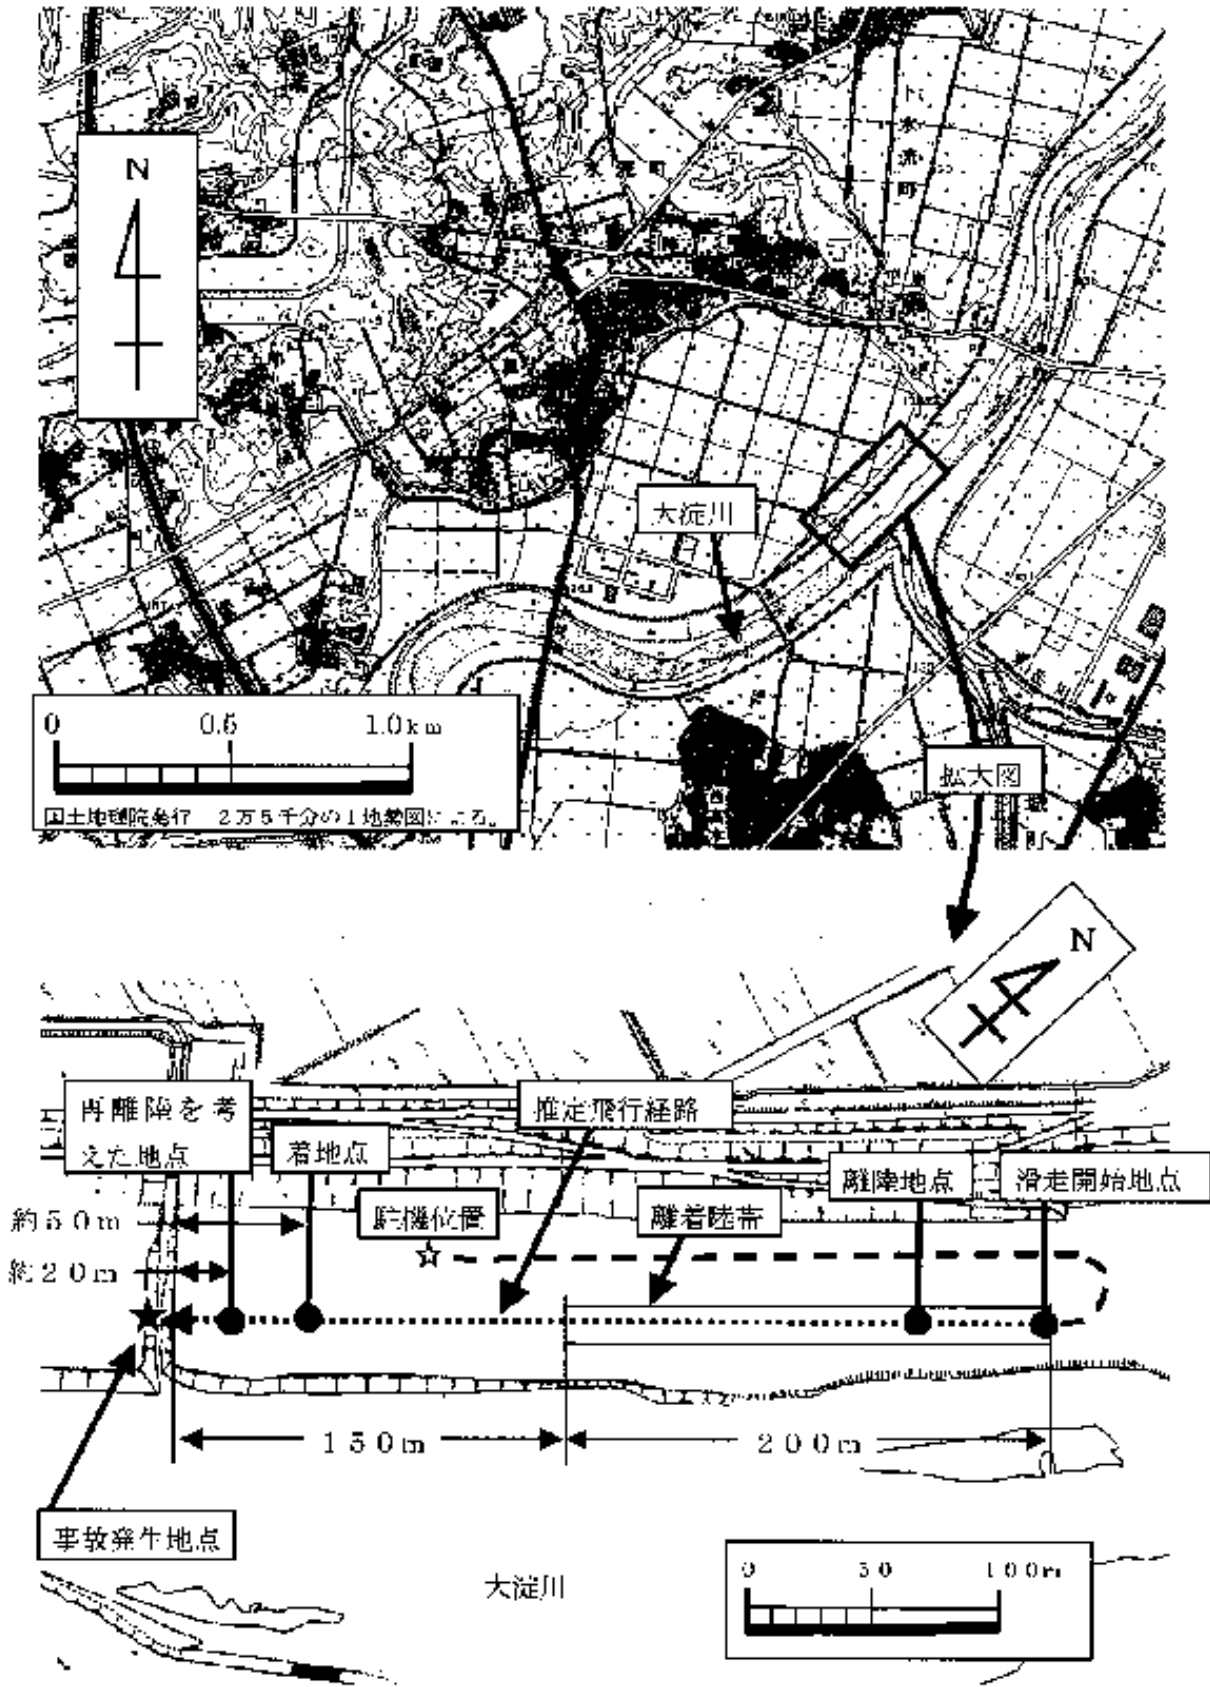 N
水流町
大淀川
0 0.5 1.0km
国土地理院発行 2万5千分の1地勢図による。
拡大図
N
再離陸を考
えた地点
着地点
推定飛行経路
離陸地点
滑走開始地点
駐機位置
離着陸帯
約50m
約20m
150m
200m
事故発生地点
大淀川
0 50 100m